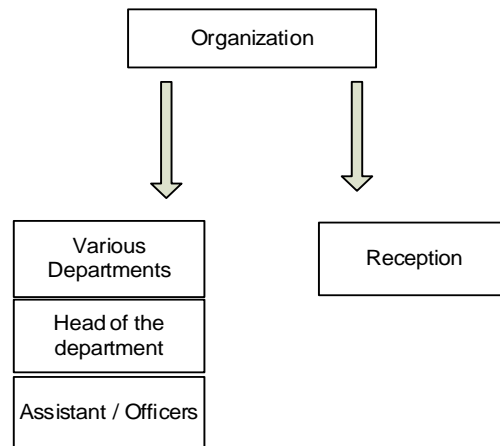 Organization
Various
Departments
Head of the
department
Assistant / Officers
Reception